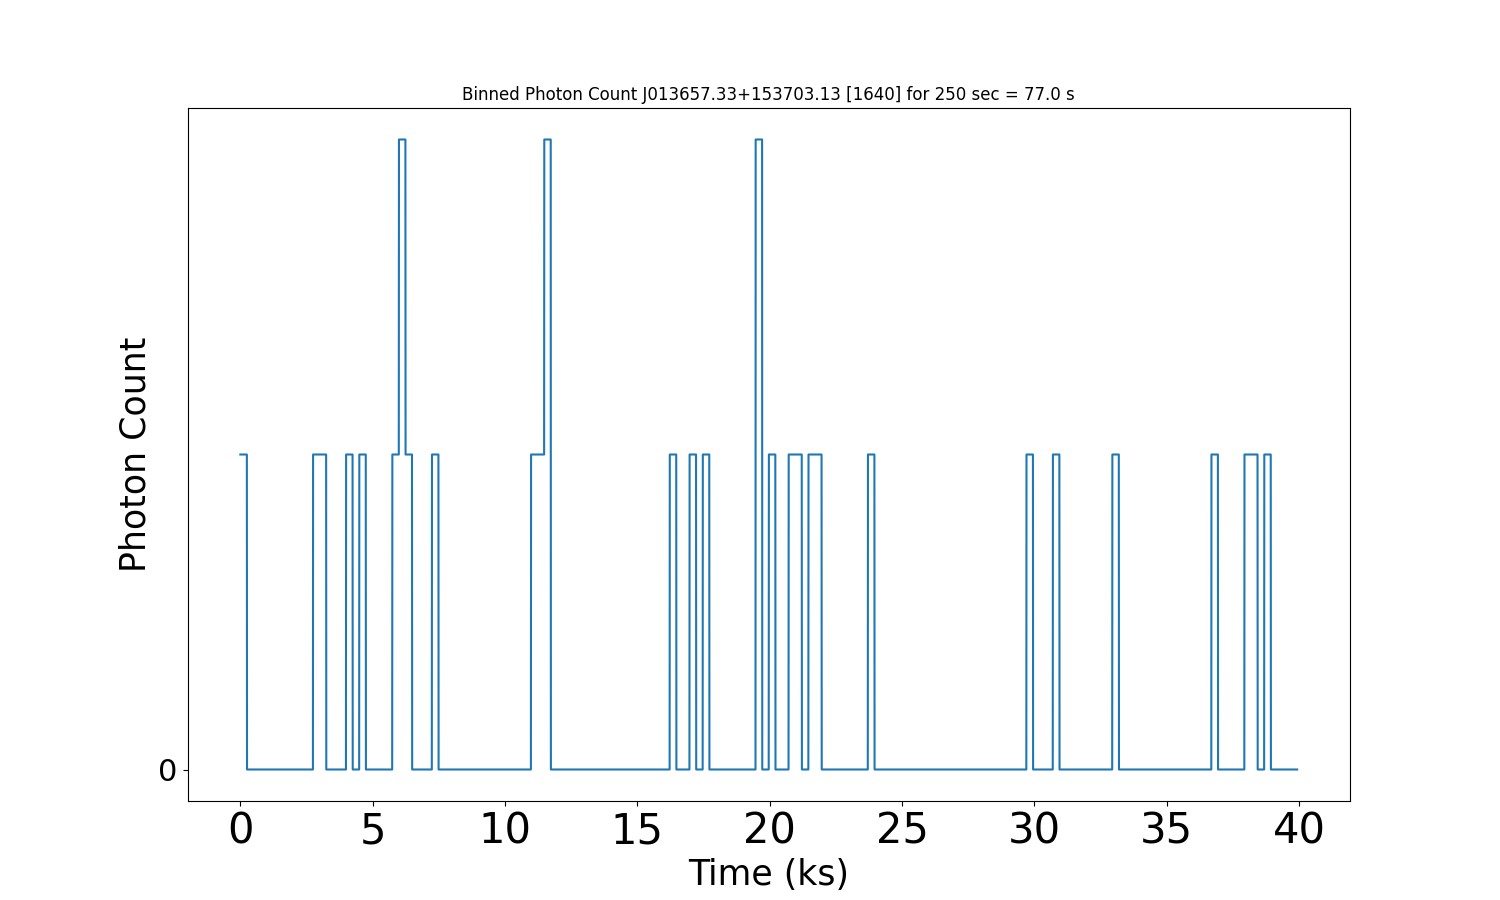 Binned Photon Count J013657.33+153703.13 [1640] for 250 sec = 77.0 s
Photon Count
0
0 5 10 15 20 25 30 35 40
Time (ks)